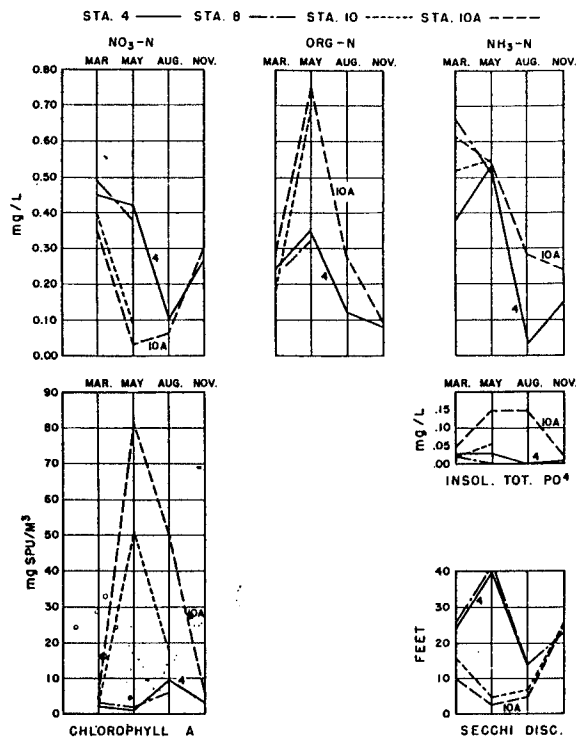 STA. 4 STA. 8 STA. 10 STA. 10A
NO₃-N ORG-N NH₃-N
MAR. MAY AUG. NOV. MAR. MAY AUG. NOV. MAR. MAY AUG. NOV.
0.80
0.70
0.60
0.50
0.40
0.30
0.20
0.10
0.00
mg/L
4
10A
10A
4
10A
4
MAR. MAY AUG. NOV. MAR. MAY AUG. NOV.
90
80
70
60
50
40
30
20
10
0
mg SPU/M³
10A
4
CHLOROPHYLL A
.15
.10
.05
.00
mg/L
10A
4
INSOL. TOT. PO⁴
40
30
20
10
0
FEET
4
10A
SECCHI DISC.